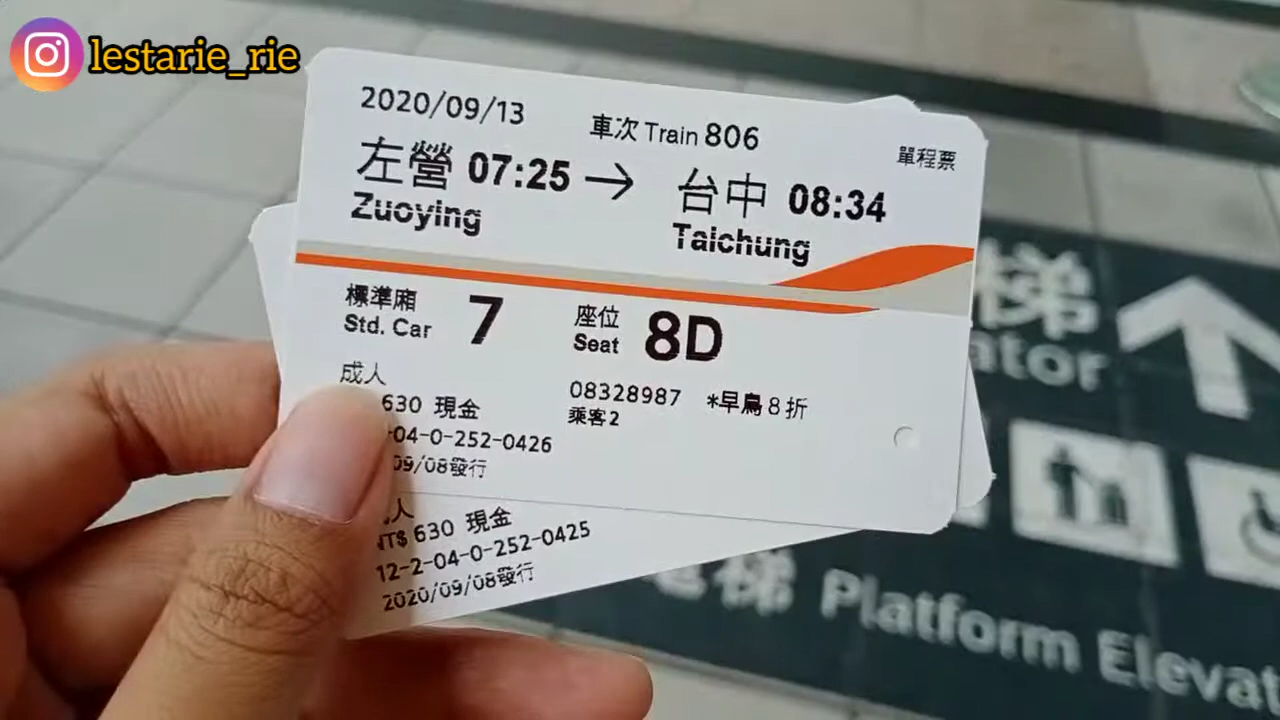 lestarie_rie
2020/09/13
車次 Train 806
單程票
左營 07:25 → 台中 08:34
Zuoying Taichung
標準廂 7 座位 8D
Std. Car Seat
成人
630 現金
08328987 *早鳥8折
乘客2
-04-0-252-0426
09/08發行
人
NT$ 630 現金
12-2-04-0-252-0425
2020/09/08發行
梯
ator
電梯 Platform Elevat